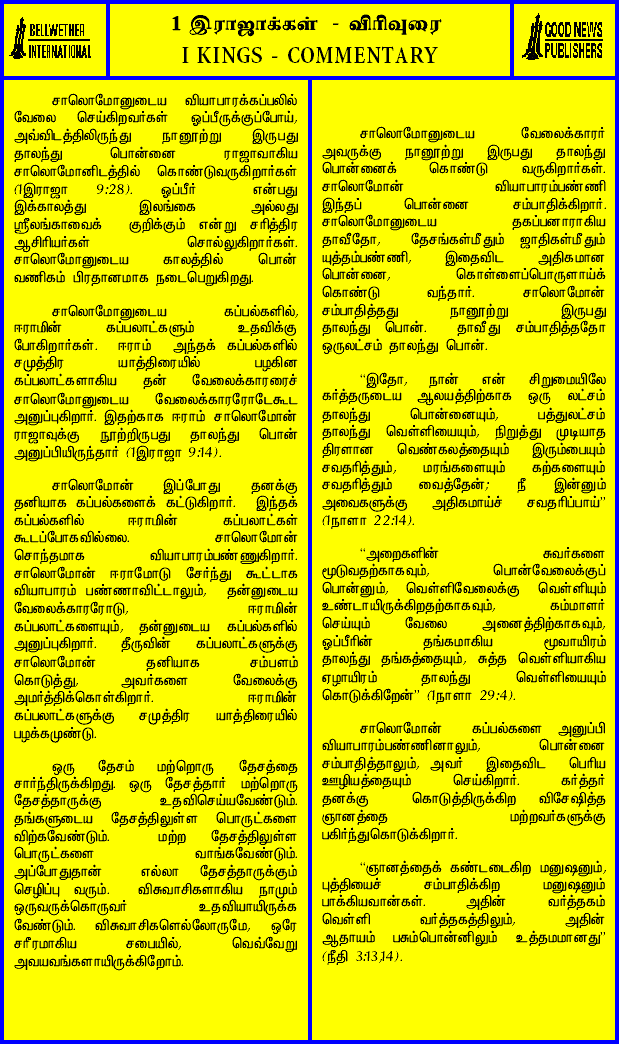 BELLWETHER
INTERNATIONAL
1 இராஜாக்கள் - விரிவுரை
I KINGS - COMMENTARY
GOOD NEWS
PUBLISHERS
சாலொமோனுடைய வியாபாரக்கப்பலில்
வேலை செய்கிறவர்கள் ஓப்பீருக்குப்போய்,
அவ்விடத்திலிருந்து நானூற்று இருபது
தாலந்து பொன்னை ராஜாவாகிய
சாலொமோனிடத்தில் கொண்டுவருகிறார்கள்
(1இராஜா 9:28). ஒப்பீர் என்பது
இக்காலத்து இலங்கை அல்லது
ஸ்ரீலங்காவைக் குறிக்கும் என்று சரித்திர
ஆசிரியர்கள் சொல்லுகிறார்கள்.
சாலொமோனுடைய காலத்தில் பொன்
வணிகம் பிரதானமாக நடைபெறுகிறது.
சாலொமோனுடைய கப்பல்களில்,
ஈராமின் கப்பலாட்களும் உதவிக்கு
போகிறார்கள். ஈராம் அந்தக் கப்பல்களில்
சமுத்திர யாத்திரையில் பழகின
கப்பலாட்களாகிய தன் வேலைக்காரரைச்
சாலொமோனுடைய வேலைக்காரரோடேகூட
அனுப்புகிறார். இதற்காக ஈராம் சாலொமோன்
ராஜாவுக்கு நூற்றிருபது தாலந்து பொன்
அனுப்பியிருந்தார் (1இராஜா 9:14).
சாலொமோன் இப்போது தனக்கு
தனியாக கப்பல்களைக் கட்டுகிறார். இந்தக்
கப்பல்களில் ஈராமின் கப்பலாட்கள்
கூடப்போகவில்லை. சாலொமோன்
சொந்தமாக வியாபாரம்பண்ணுகிறார்.
சாலொமோன் ஈராமோடு சேர்ந்து கூட்டாக
வியாபாரம் பண்ணாவிட்டாலும், தன்னுடைய
வேலைக்காரரோடு, ஈராமின்
கப்பலாட்களையும், தன்னுடைய கப்பல்களில்
அனுப்புகிறார். தீருவின் கப்பலாட்களுக்கு
சாலொமோன் தனியாக சம்பளம்
கொடுத்து, அவர்களை வேலைக்கு
அமர்த்திக்கொள்கிறார். ஈராமின்
கப்பலாட்களுக்கு சமுத்திர யாத்திரையில்
பழக்கமுண்டு.
ஒரு தேசம் மற்றொரு தேசத்தை
சார்ந்திருக்கிறது. ஒரு தேசத்தார் மற்றொரு
தேசத்தாருக்கு உதவிசெய்யவேண்டும்.
தங்களுடைய தேசத்திலுள்ள பொருட்களை
விற்கவேண்டும். மற்ற தேசத்திலுள்ள
பொருட்களை வாங்கவேண்டும்.
அப்போதுதான் எல்லா தேசத்தாருக்கும்
செழிப்பு வரும். விசுவாசிகளாகிய நாமும்
ஒருவருக்கொருவர் உதவியாயிருக்க
வேண்டும். விசுவாசிகளெல்லோருமே, ஒரே
சரீரமாகிய சபையில், வெவ்வேறு
அவயவங்களாயிருக்கிறோம்.
சாலொமோனுடைய வேலைக்காரர்
அவருக்கு நானூற்று இருபது தாலந்து
பொன்னைக் கொண்டு வருகிறார்கள்.
சாலொமோன் வியாபாரம்பண்ணி
இந்தப் பொன்னை சம்பாதிக்கிறார்.
சாலொமோனுடைய தகப்பனாராகிய
தாவீதோ, தேசங்கள்மீதும் ஜாதிகள்மீதும்
யுத்தம்பண்ணி, இதைவிட அதிகமான
பொன்னை, கொள்ளைப்பொருளாய்க்
கொண்டு வந்தார். சாலொமோன்
சம்பாதித்தது நானூற்று இருபது
தாலந்து பொன். தாவீது சம்பாதித்ததோ
ஒருலட்சம் தாலந்து பொன்.
“இதோ, நான் என் சிறுமையிலே
கர்த்தருடைய ஆலயத்திற்காக ஒரு லட்சம்
தாலந்து பொன்னையும், பத்துலட்சம்
தாலந்து வெள்ளியையும், நிறுத்து முடியாத
திரளான வெண்கலத்தையும் இரும்பையும்
சவதரித்தும், மரங்களையும் கற்களையும்
சவதரித்தும் வைத்தேன்; நீ இன்னும்
அவைகளுக்கு அதிகமாய்ச் சவதரிப்பாய்”
(1நாளா 22:14).
“அறைகளின் சுவர்களை
மூடுவதற்காகவும், பொன்வேலைக்குப்
பொன்னும், வெள்ளிவேலைக்கு வெள்ளியும்
உண்டாயிருக்கிறதற்காகவும், கம்மாளர்
செய்யும் வேலை அனைத்திற்காகவும்,
ஓப்பீரின் தங்கமாகிய மூவாயிரம்
தாலந்து தங்கத்தையும், சுத்த வெள்ளியாகிய
ஏழாயிரம் தாலந்து வெள்ளியையும்
கொடுக்கிறேன்” (1நாளா 29:4).
சாலொமோன் கப்பல்களை அனுப்பி
வியாபாரம்பண்ணினாலும், பொன்னை
சம்பாதித்தாலும், அவர் இதைவிட பெரிய
ஊழியத்தையும் செய்கிறார். கர்த்தர்
தனக்கு கொடுத்திருக்கிற விசேஷித்த
ஞானத்தை மற்றவர்களுக்கு
பகிர்ந்துகொடுக்கிறார்.
“ஞானத்தைக் கண்டடைகிற மனுஷனும்,
புத்தியைச் சம்பாதிக்கிற மனுஷனும்
பாக்கியவான்கள். அதின் வர்த்தகம்
வெள்ளி வர்த்தகத்திலும், அதின்
ஆதாயம் பசும்பொன்னிலும் உத்தமமானது”
(நீதி 3:13,14).